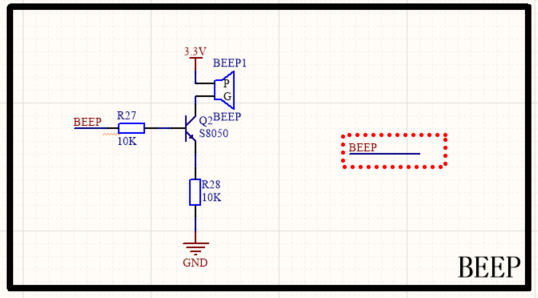 3.3V
BEEP1
P
G
BEEP
R27
Q2
BEEP
S8050
10K
BEEP
R28
10K
GND
BEEP